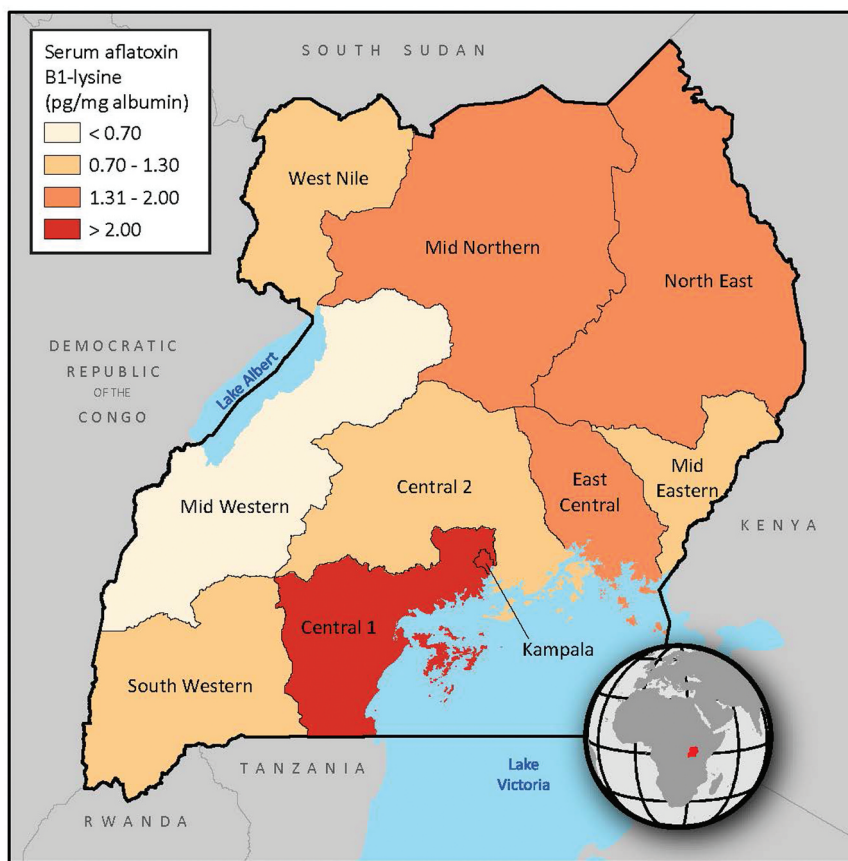 Serum aflatoxin
B1-lysine
(pg/mg albumin)
< 0.70
0.70 - 1.30
1.31 - 2.00
> 2.00
SOUTH SUDAN
West Nile
Mid Northern
North East
DEMOCRATIC
REPUBLIC
OF THE
CONGO
Lake Albert
Mid Western
Central 2
East
Central
Mid
Eastern
KENYA
Central 1
Kampala
South Western
TANZANIA
Lake
Victoria
RWANDA